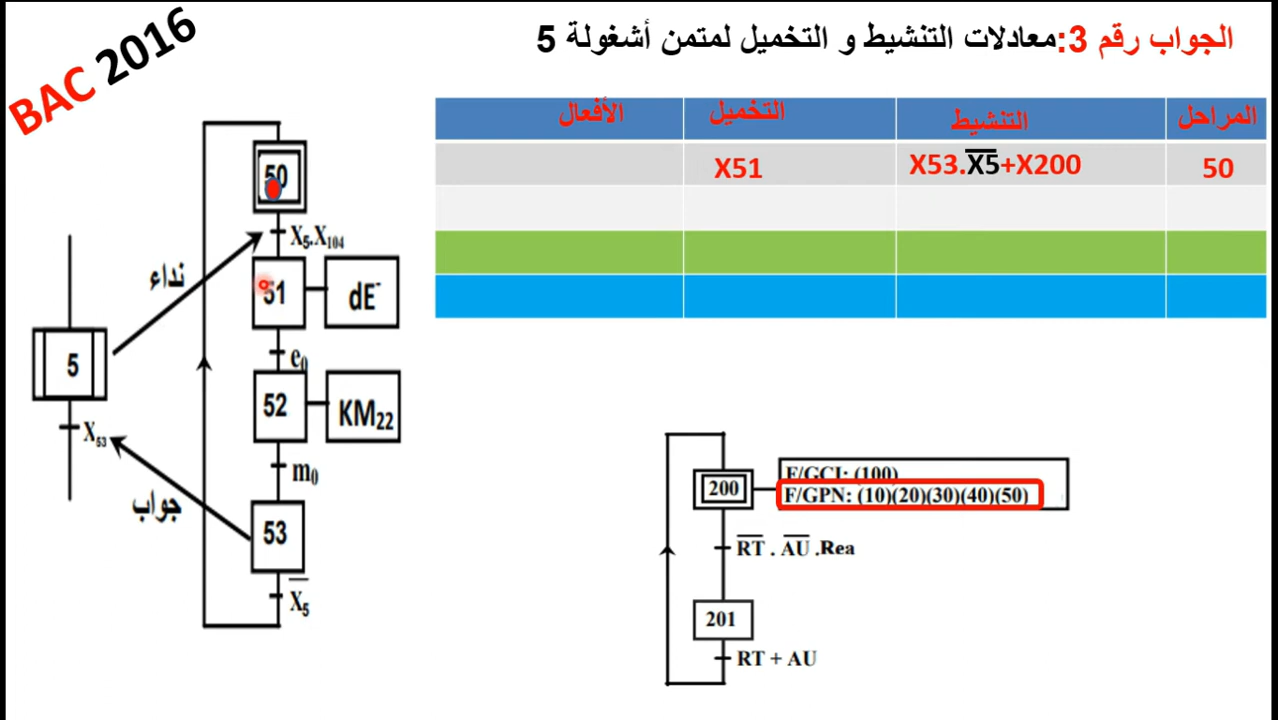 BAC 2016
الجواب رقم 3:معادلات التنشيط و التخميل لمتمن أشغولة 5
المراحل التنشيط التخميل الأفعال
50 X53.X̅5̅+X200 X51
50
X5.X104
نداء
51 dE-
5
e0
52 KM22
X53
m0
جواب
53
X̅5
200
F/GCI: (100)
F/GPN: (10)(20)(30)(40)(50)
R̅T̅ . A̅U̅ .Rea
201
RT + AU